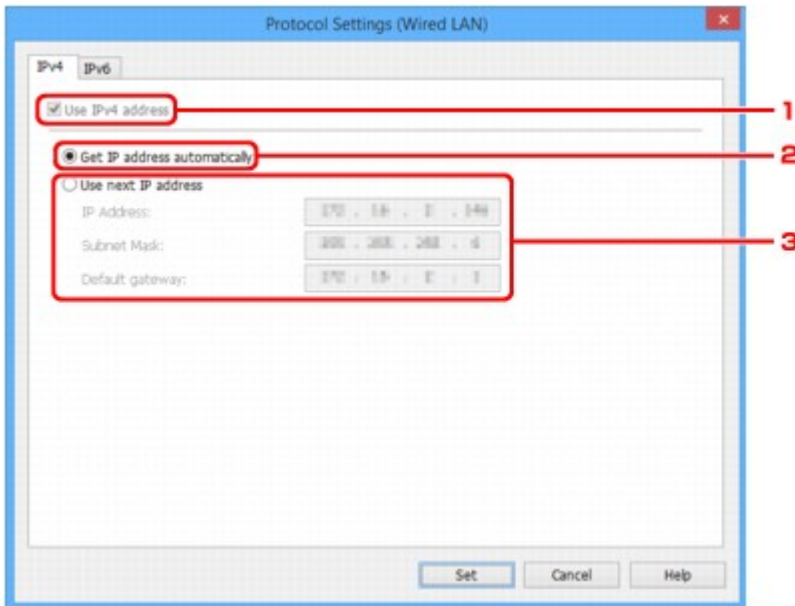 Protocol Settings (Wired LAN)
IPv4 IPv6
Use IPv4 address
1
Get IP address automatically
2
Use next IP address
IP Address:
Subnet Mask:
3
Default gateway:
Set Cancel Help